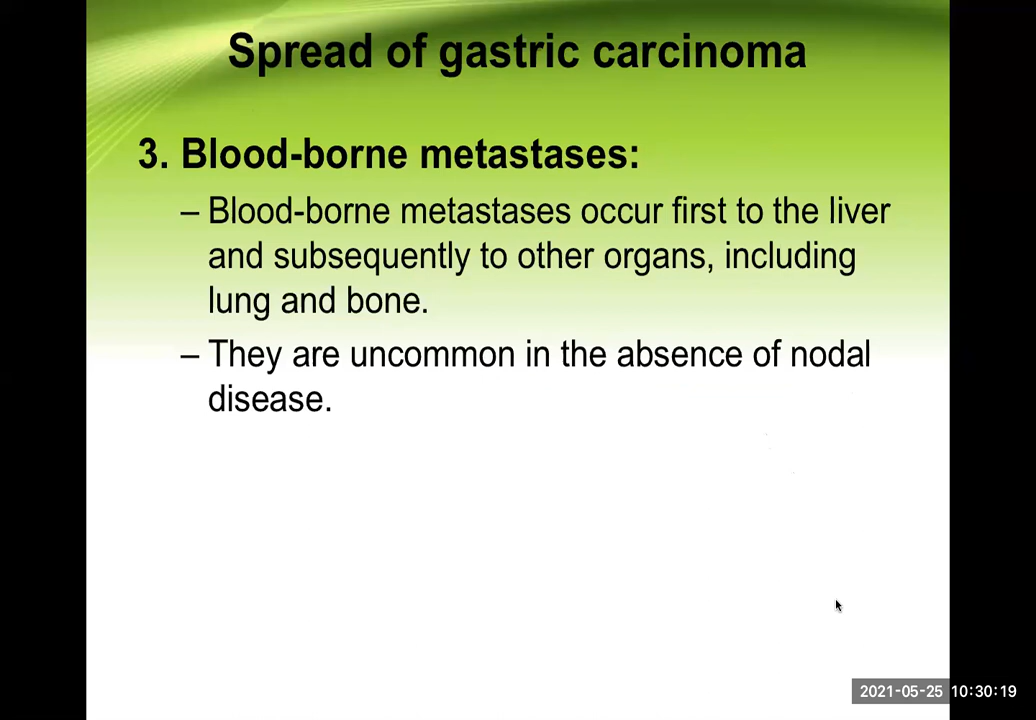 Spread of gastric carcinoma
3. Blood-borne metastases:
– Blood-borne metastases occur first to the liver
and subsequently to other organs, including
lung and bone.
– They are uncommon in the absence of nodal
disease.
2021-05-25 10:30:19